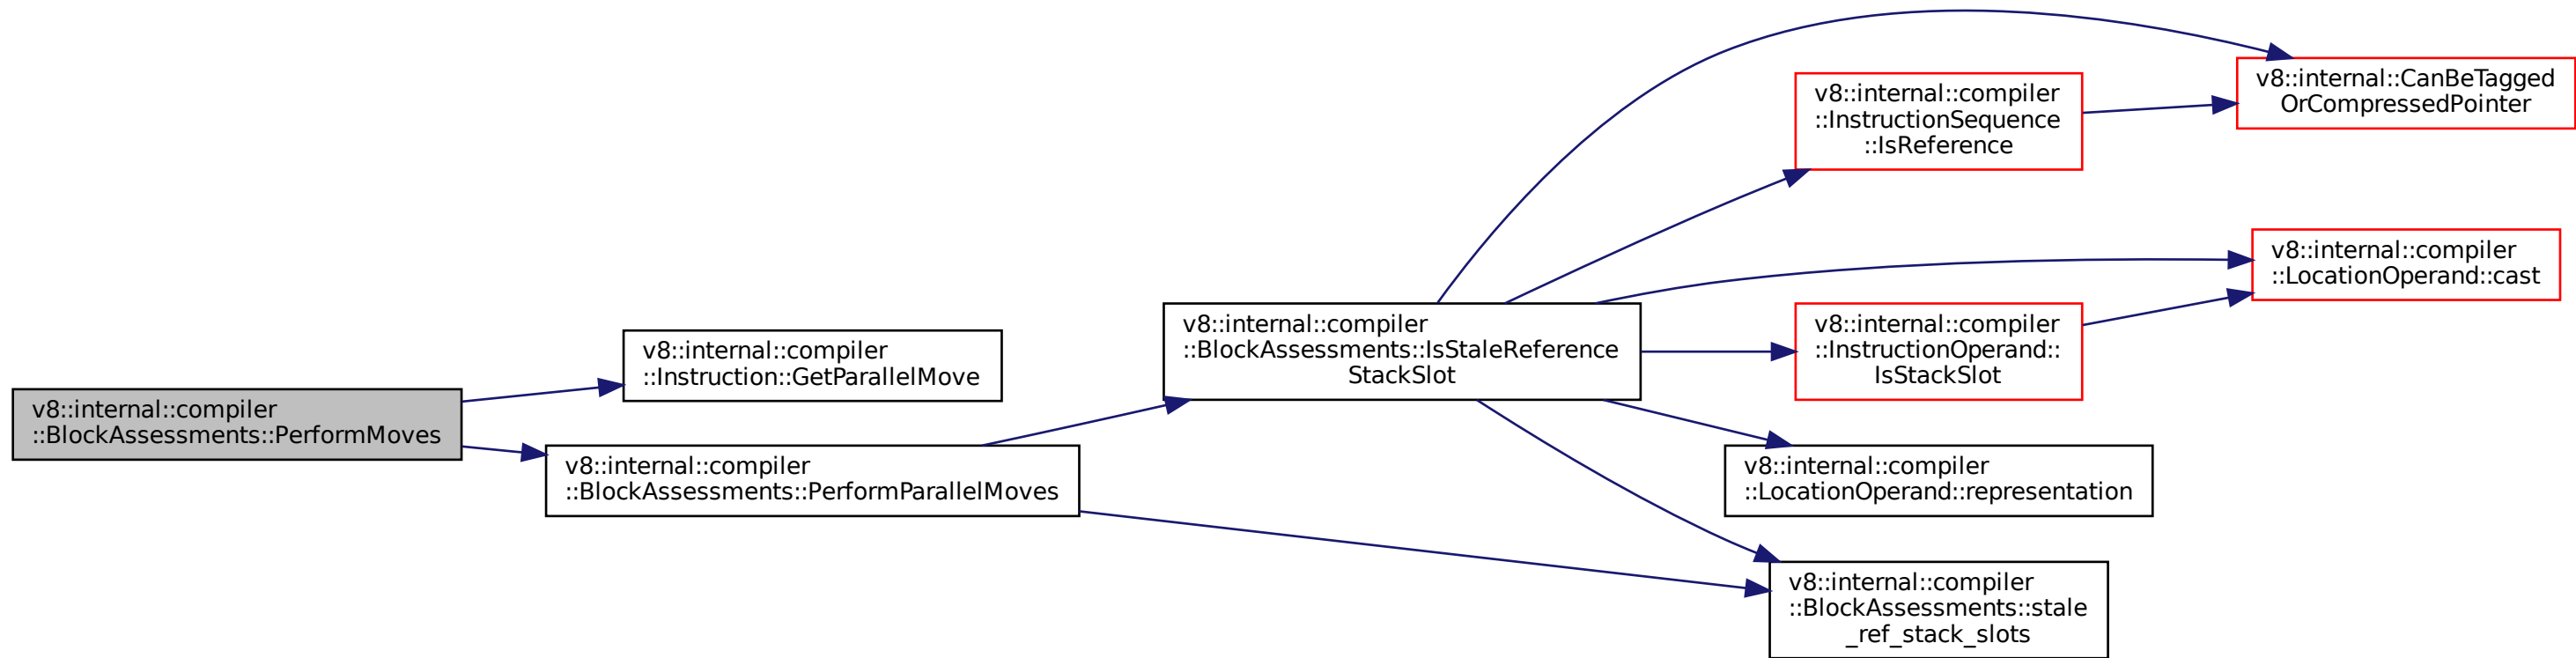 v8::internal::compiler
::BlockAssessments::PerformMoves
v8::internal::compiler
::Instruction::GetParallelMove
v8::internal::compiler
::BlockAssessments::PerformParallelMoves
v8::internal::compiler
::BlockAssessments::IsStaleReference
StackSlot
v8::internal::CanBeTagged
OrCompressedPointer
v8::internal::compiler
::InstructionSequence
::IsReference
v8::internal::compiler
::LocationOperand::cast
v8::internal::compiler
::InstructionOperand::
IsStackSlot
v8::internal::compiler
::LocationOperand::representation
v8::internal::compiler
::BlockAssessments::stale
_ref_stack_slots